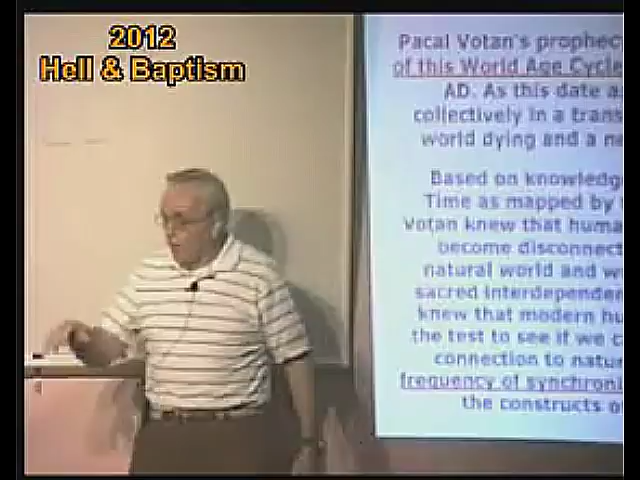 2012
Hell & Baptism
Pacal Votan's prophec
of this World Age Cycle
AD. As this date a
collectively in a trans
world dying and a ne
Based on knowledg
Time as mapped by
Votan knew that huma
become disconnect
natural world and w
sacred interdepende
knew that modern hu
the test to see if we c
connection to natu
frequency of synchroni
the constructs o